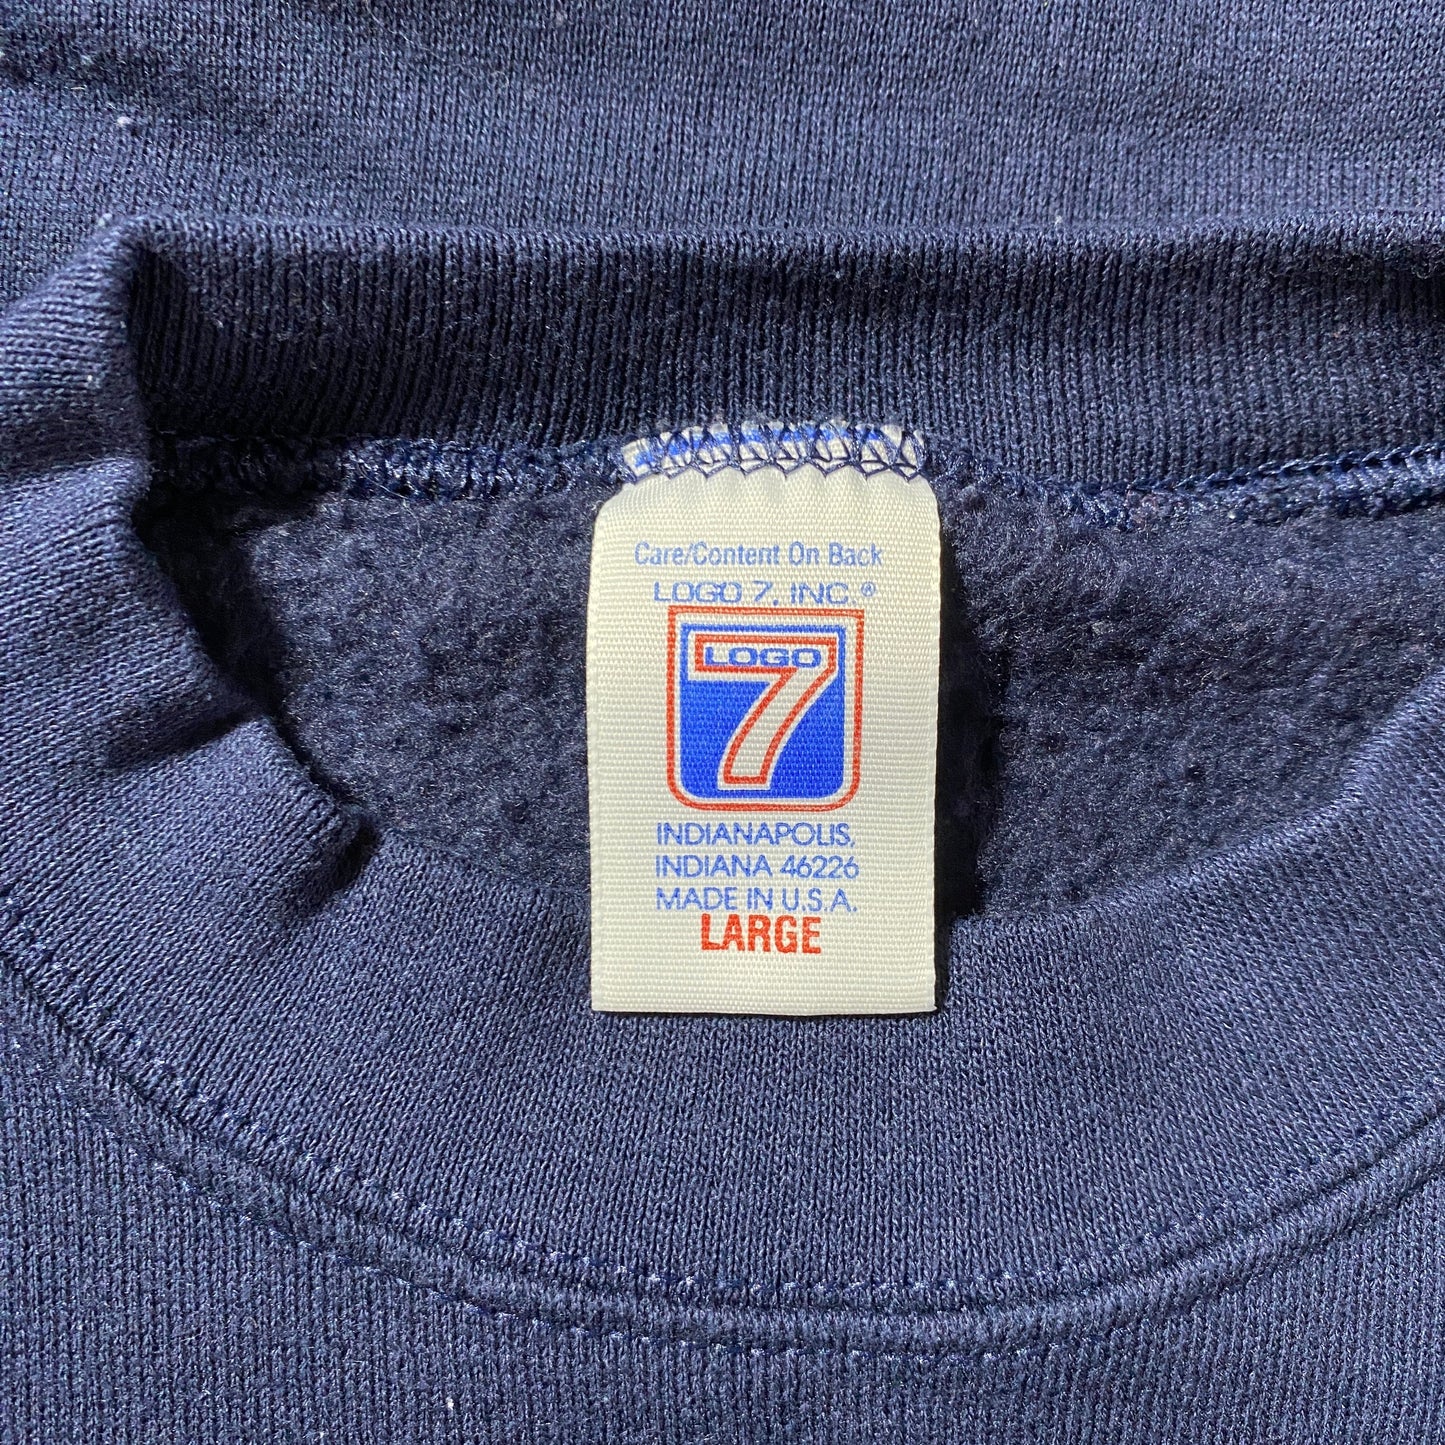 Care/Content On Back
LOGO 7, INC.®
LOGO
7
INDIANAPOLIS,
INDIANA 46226
MADE IN U.S.A.
LARGE